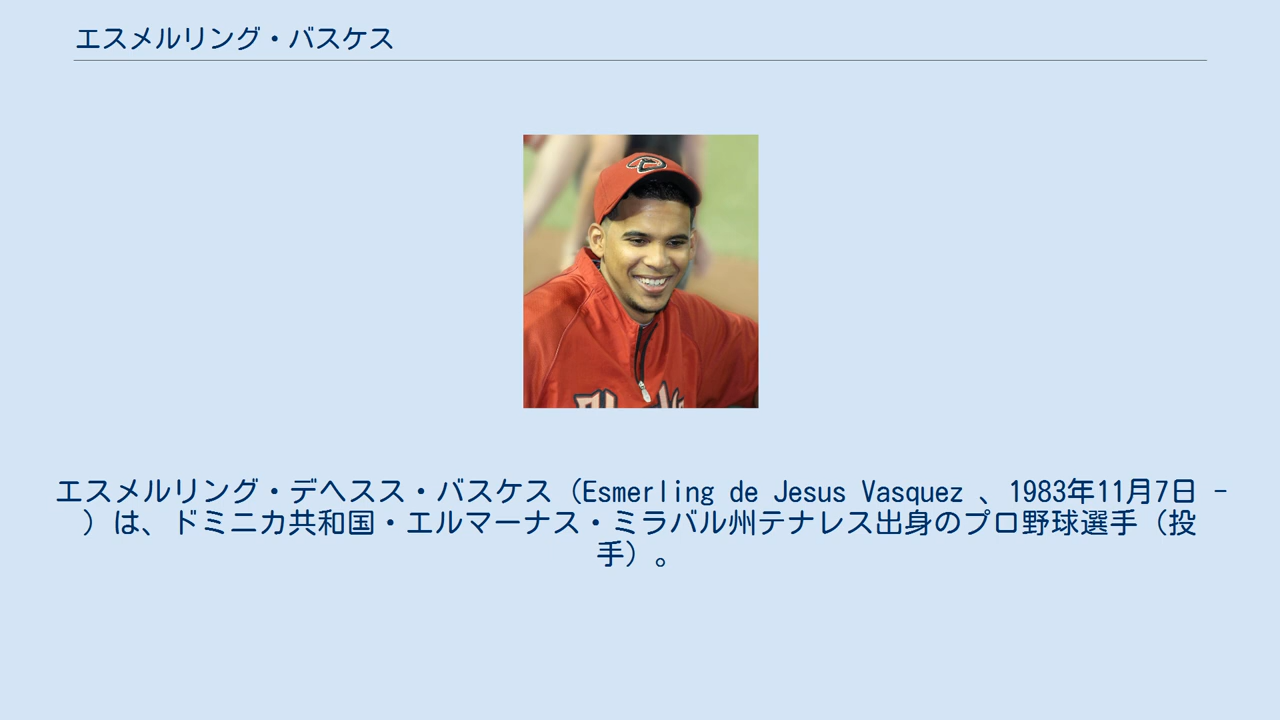 エスメルリング・バスケス
エスメルリング・デヘスス・バスケス（Esmerling de Jesus Vasquez 、1983年11月7日 -
）は、ドミニカ共和国・エルマーナス・ミラバル州テナレス出身のプロ野球選手（投
手）。